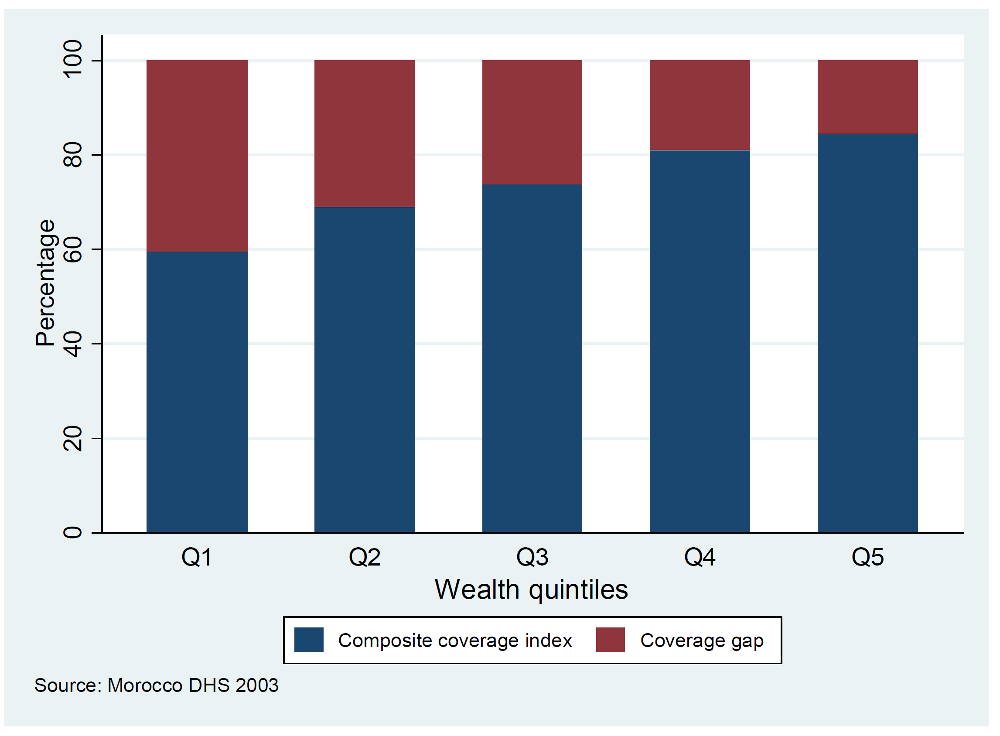 Percentage
100
80
60
40
20
0
Q1 Q2 Q3 Q4 Q5
Wealth quintiles
Composite coverage index Coverage gap
Source: Morocco DHS 2003